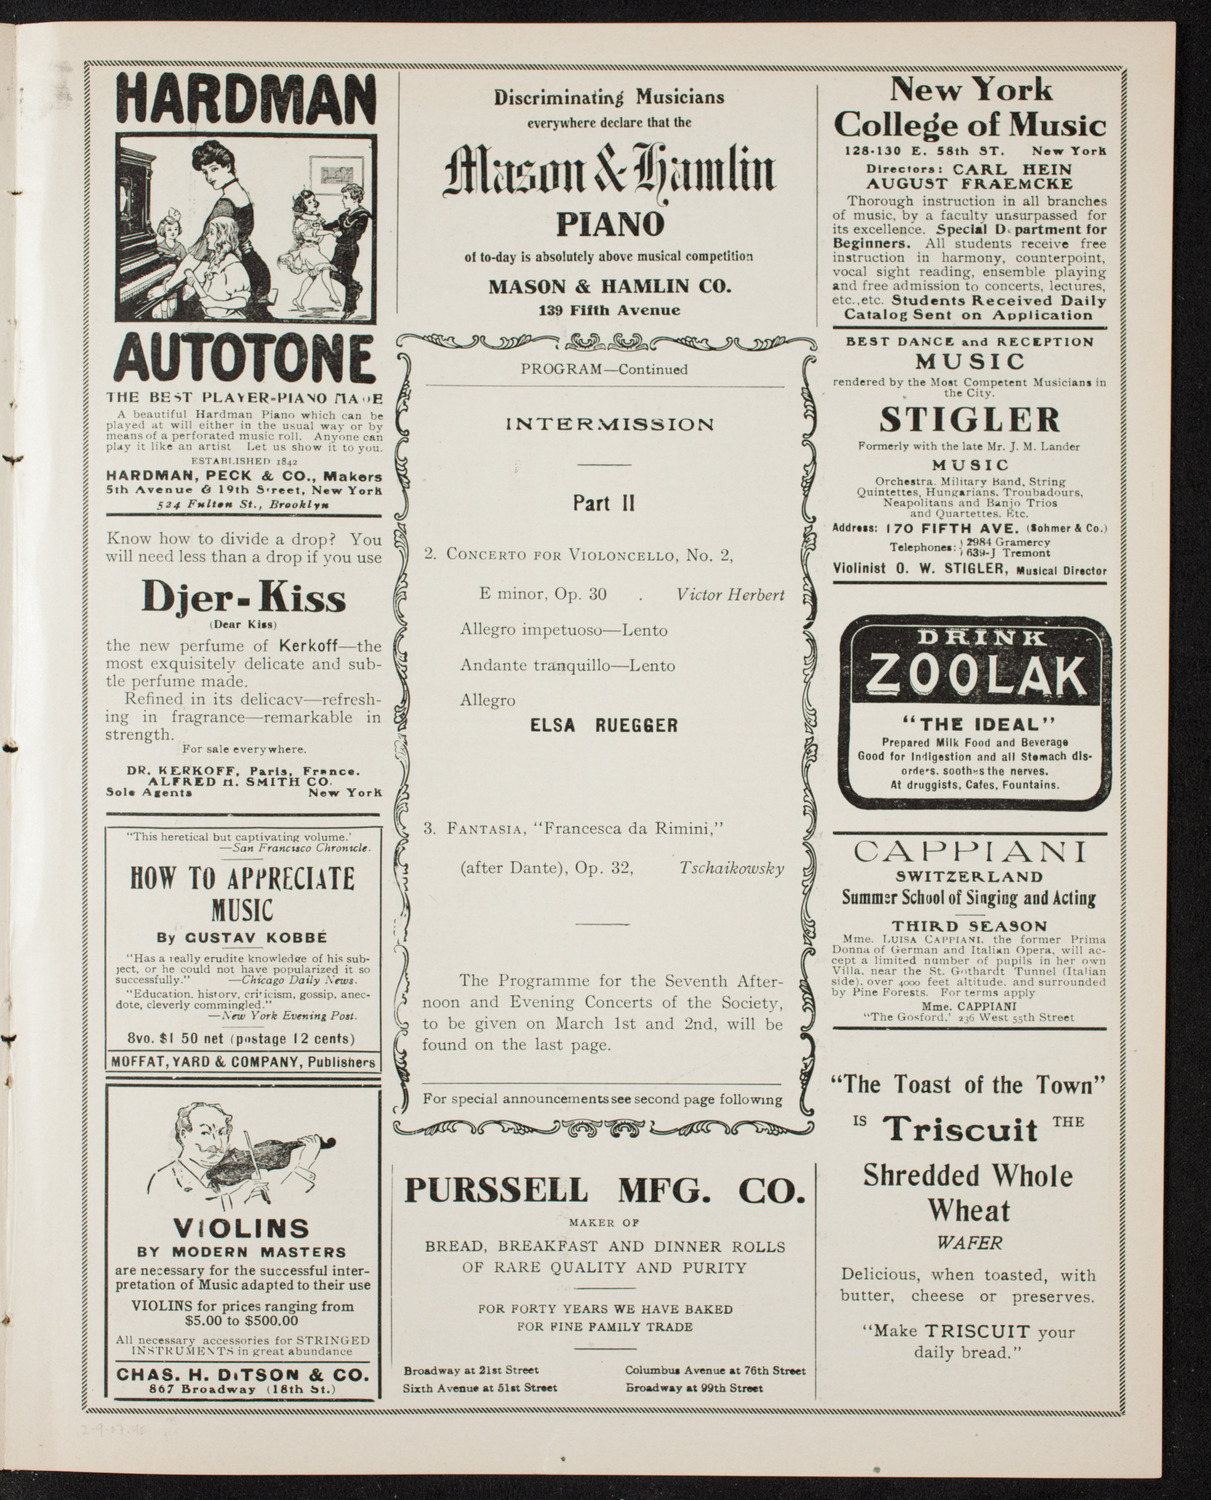 HARDMAN
AUTOTONE
THE BEST PLAYER-PIANO MADE
A beautiful Hardman Piano which can be
played at will either in the usual way or by
means of a perforated music roll. Anyone can
play it like an artist Let us show it to you.
ESTABLISHED 1842
HARDMAN, PECK & CO., Makers
5th Avenue & 19th Street, New York
524 Fulton St., Brooklyn
Know how to divide a drop? You
will need less than a drop if you use
Djer-Kiss
(Dear Kiss)
the new perfume of Kerkoff—the
most exquisitely delicate and sub-
tle perfume made.
Refined in its delicacy—refresh-
ing in fragrance—remarkable in
strength.
For sale everywhere.
DR. KERKOFF, Paris, France.
ALFRED H. SMITH CO.
Sole Agents New York
"This heretical but captivating volume.'
—San Francisco Chronicle.
HOW TO APPRECIATE
MUSIC
By GUSTAV KOBBÉ
"Has a really erudite knowledge of his sub-
ject, or he could not have popularized it so
successfully." —Chicago Daily News.
"Education, history, criticism, gossip, anec-
dote, cleverly commingled."
—New York Evening Post.
8vo. $1 50 net (postage 12 cents)
MOFFAT, YARD & COMPANY, Publishers
VIOLINS
BY MODERN MASTERS
are necessary for the successful inter-
pretation of Music adapted to their use
VIOLINS for prices ranging from
$5.00 to $500.00
All necessary accessories for STRINGED
INSTRUMENTS in great abundance
CHAS. H. DITSON & CO.
867 Broadway (18th St.)
Discriminating Musicians
everywhere declare that the
Mason & Hamlin
PIANO
of to-day is absolutely above musical competition
MASON & HAMLIN CO.
139 Fifth Avenue
PROGRAM—Continued
INTERMISSION
Part II
2. CONCERTO FOR VIOLONCELLO, NO. 2,
E minor, Op. 30 . Victor Herbert
Allegro impetuoso—Lento
Andante tranquillo—Lento
Allegro
ELSA RUEGGER
3. FANTASIA, "Francesca da Rimini,"
(after Dante), Op. 32, Tschaikowsky
The Programme for the Seventh After-
noon and Evening Concerts of the Society,
to be given on March 1st and 2nd, will be
found on the last page.
For special announcements see second page following
PURSSELL MFG. CO.
MAKER OF
BREAD, BREAKFAST AND DINNER ROLLS
OF RARE QUALITY AND PURITY
FOR FORTY YEARS WE HAVE BAKED
FOR FINE FAMILY TRADE
Broadway at 21st Street Columbus Avenue at 76th Street
Sixth Avenue at 51st Street Broadway at 99th Street
New York
College of Music
128-130 E. 58th ST. New York
Directors: CARL HEIN
AUGUST FRAEMCKE
Thorough instruction in all branches
of music, by a faculty unsurpassed for
its excellence. Special Department for
Beginners. All students receive free
instruction in harmony, counterpoint,
vocal sight reading, ensemble playing
and free admission to concerts, lectures,
etc., etc. Students Received Daily
Catalog Sent on Application
BEST DANCE and RECEPTION
MUSIC
rendered by the Most Competent Musicians in
the City.
STIGLER
Formerly with the late Mr. J. M. Lander
MUSIC
Orchestra. Military Band, String
Quintettes, Hungarians. Troubadours,
Neapolitans and Banjo Trios
and Quartettes. Etc.
Address: 170 FIFTH AVE. (Sohmer & Co.)
Telephones: 2984 Gramercy
639-J Tremont
Violinist O. W. STIGLER, Musical Director
DRINK
ZOOLAK
"THE IDEAL"
Prepared Milk Food and Beverage
Good for Indigestion and all Stomach dis-
orders, soothes the nerves.
At druggists, Cafes, Fountains.
CAPPIANI
SWITZERLAND
Summer School of Singing and Acting
THIRD SEASON
Mme. LUISA CAPPIANI, the former Prima
Donna of German and Italian Opera, will ac-
cept a limited number of pupils in her own
Villa, near the St. Gothardt Tunnel (Italian
side), over 4000 feet altitude, and surrounded
by Pine Forests. For terms apply
Mme. CAPPIANI
"The Gosford,' 236 West 55th Street
"The Toast of the Town"
IS Triscuit THE
Shredded Whole
Wheat
WAFER
Delicious, when toasted, with
butter, cheese or preserves.
"Make TRISCUIT your
daily bread."